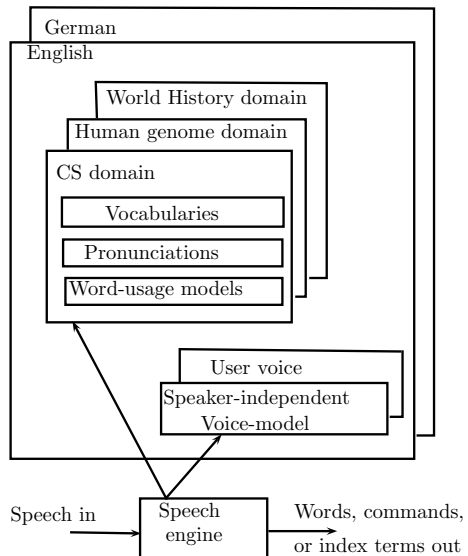 German
English
World History domain
Human genome domain
CS domain
Vocabularies
Pronunciations
Word-usage models
User voice
Speaker-independent
Voice-model
Speech in
Speech
engine
Words, commands,
or index terms out